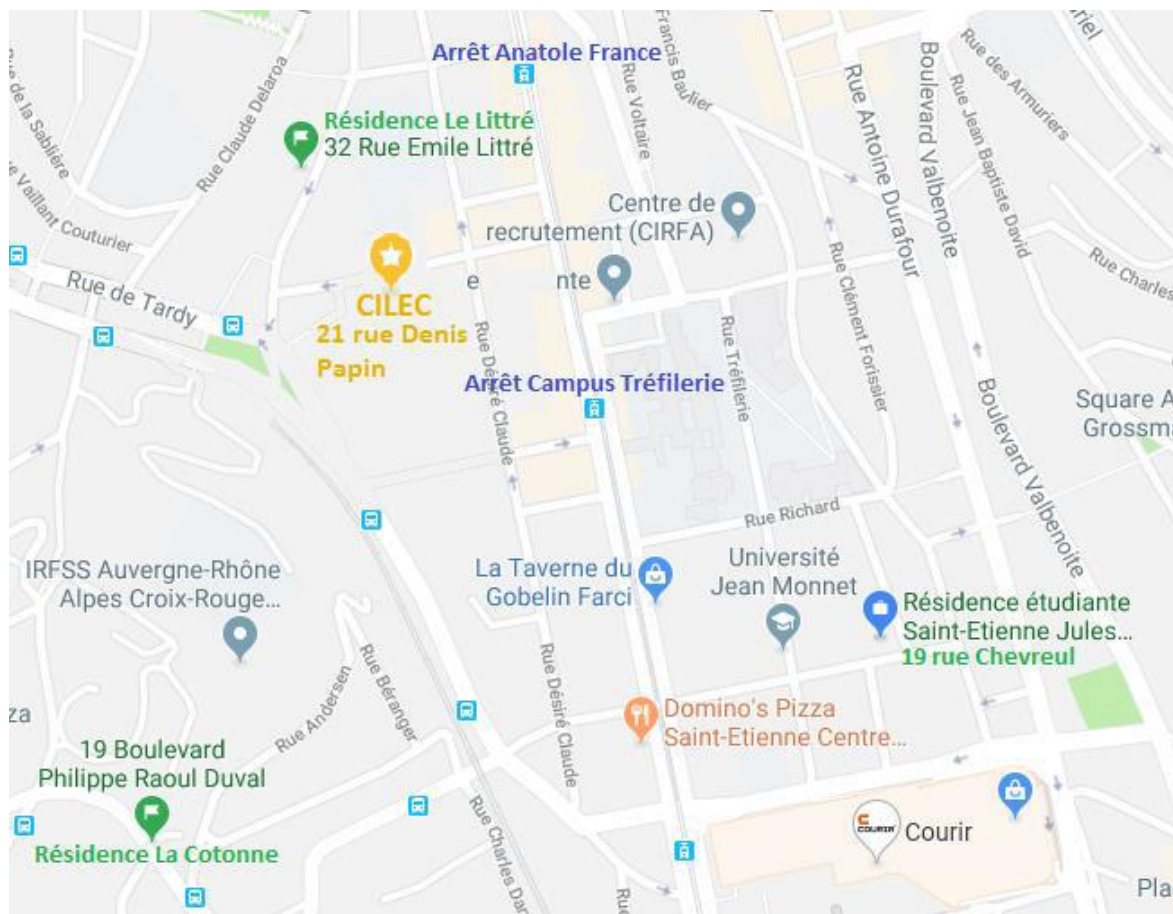 Arrêt Anatole France
Francis Baulier
Rue Voltaire
Rue Antoine Durafour
Boulevard Valbenoite
Rue des Armuriers
Rue Jean Baptiste David
Rue de la Sablière
Rue Claude Delaroa
Résidence Le Littré
32 Rue Emile Littré
Vaillant Couturier
Centre de
recrutement (CIRFA)
Rue Charles
Rue de Tardy
e
nte
CILEC
21 rue Denis
Papin
Rue Désiré Claude
Rue Tréfilerie
Rue Clément Forissier
Arrêt Campus Tréfilerie
Boulevard Valbenoite
Square A
Grossma
Rue Richard
IRFSS Auvergne-Rhône
Alpes Croix-Rouge...
La Taverne du
Gobelin Farci
Université
Jean Monnet
Résidence étudiante
Saint-Etienne Jules...
19 rue Chevreul
Rue Andersen
Rue Béranger
Rue Désiré Claude
za
Domino's Pizza
Saint-Etienne Centre...
19 Boulevard
Philippe Raoul Duval
Résidence La Cotonne
Rue Charles Dar
COURIR
Courir
Rue
Pla